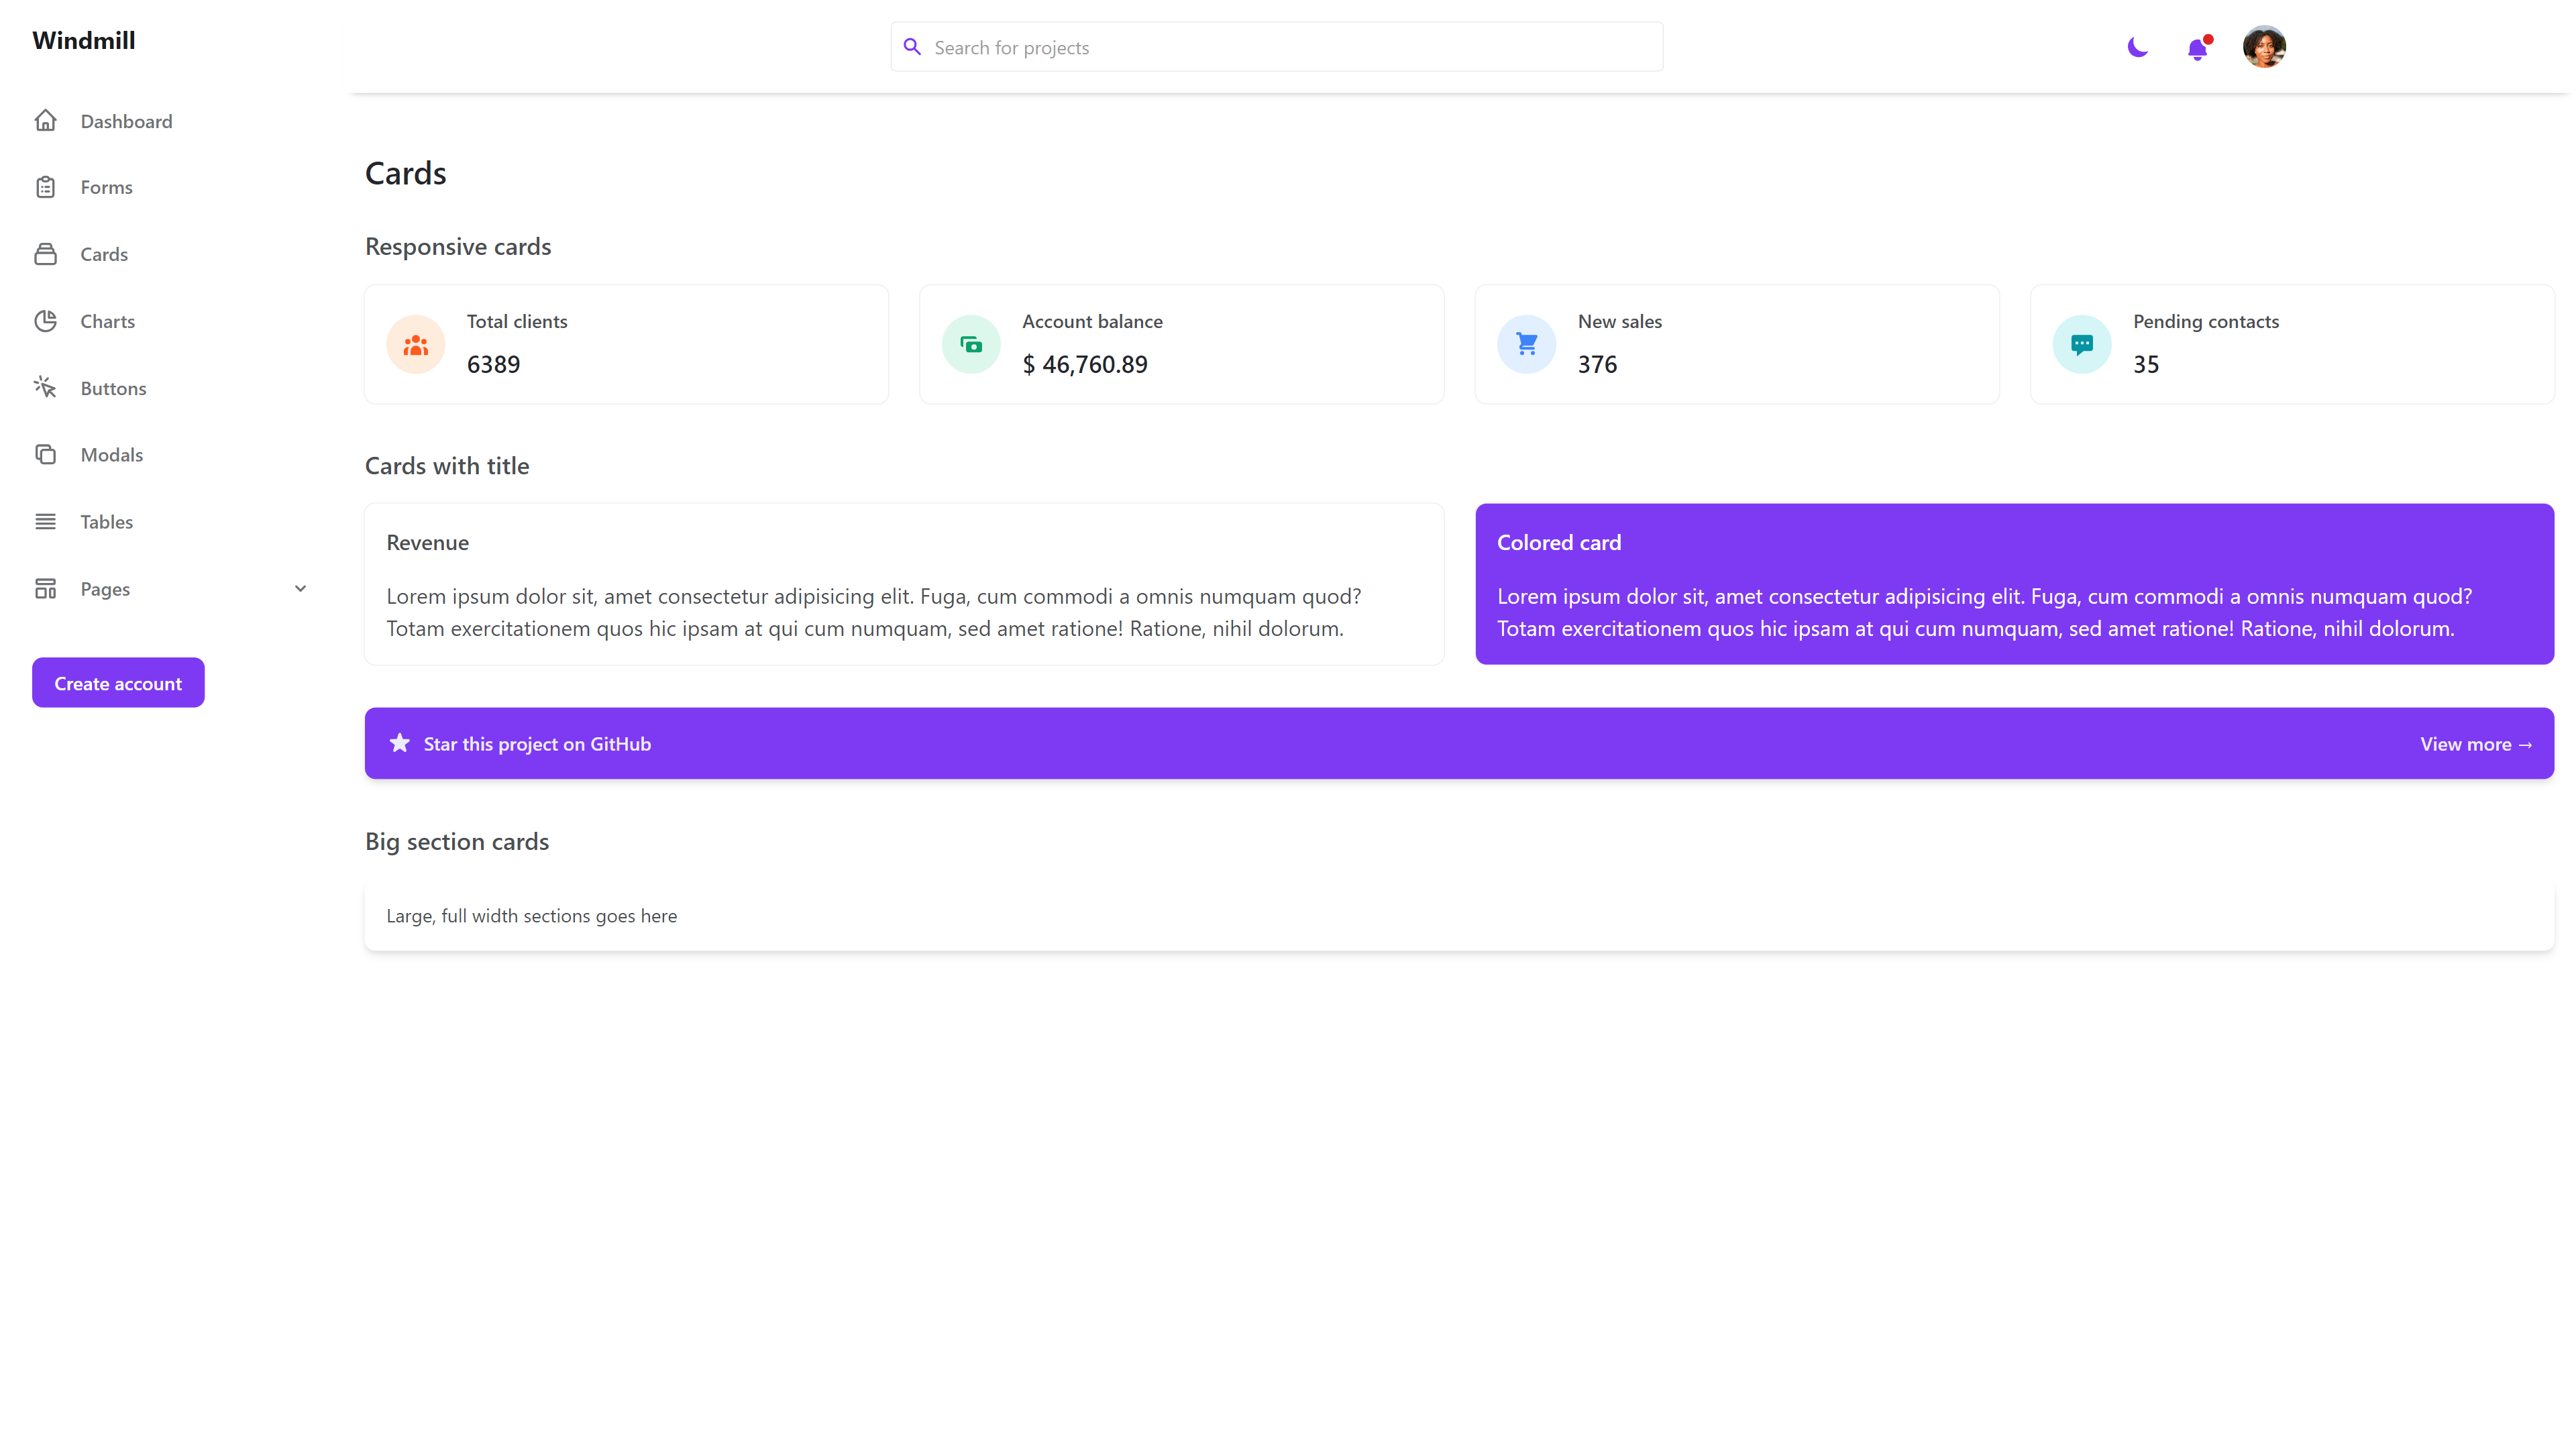 Windmill
Search for projects
Dashboard
Forms
Cards
Charts
Buttons
Modals
Tables
Pages
Create account
Cards
Responsive cards
Total clients
6389
Account balance
$ 46,760.89
New sales
376
Pending contacts
35
Cards with title
Revenue
Lorem ipsum dolor sit, amet consectetur adipisicing elit. Fuga, cum commodi a omnis numquam quod?
Totam exercitationem quos hic ipsam at qui cum numquam, sed amet ratione! Ratione, nihil dolorum.
Colored card
Lorem ipsum dolor sit, amet consectetur adipisicing elit. Fuga, cum commodi a omnis numquam quod?
Totam exercitationem quos hic ipsam at qui cum numquam, sed amet ratione! Ratione, nihil dolorum.
Star this project on GitHub
View more →
Big section cards
Large, full width sections goes here